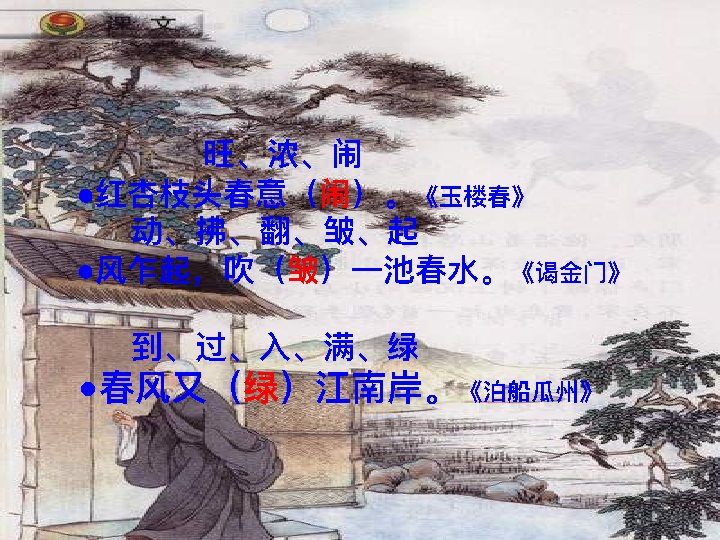 课 文
旺、浓、闹
●红杏枝头春意（闹）。《玉楼春》
动、拂、翻、皱、起
●风乍起，吹（皱）一池春水。《谒金门》
到、过、入、满、绿
●春风又（绿）江南岸。《泊船瓜州》